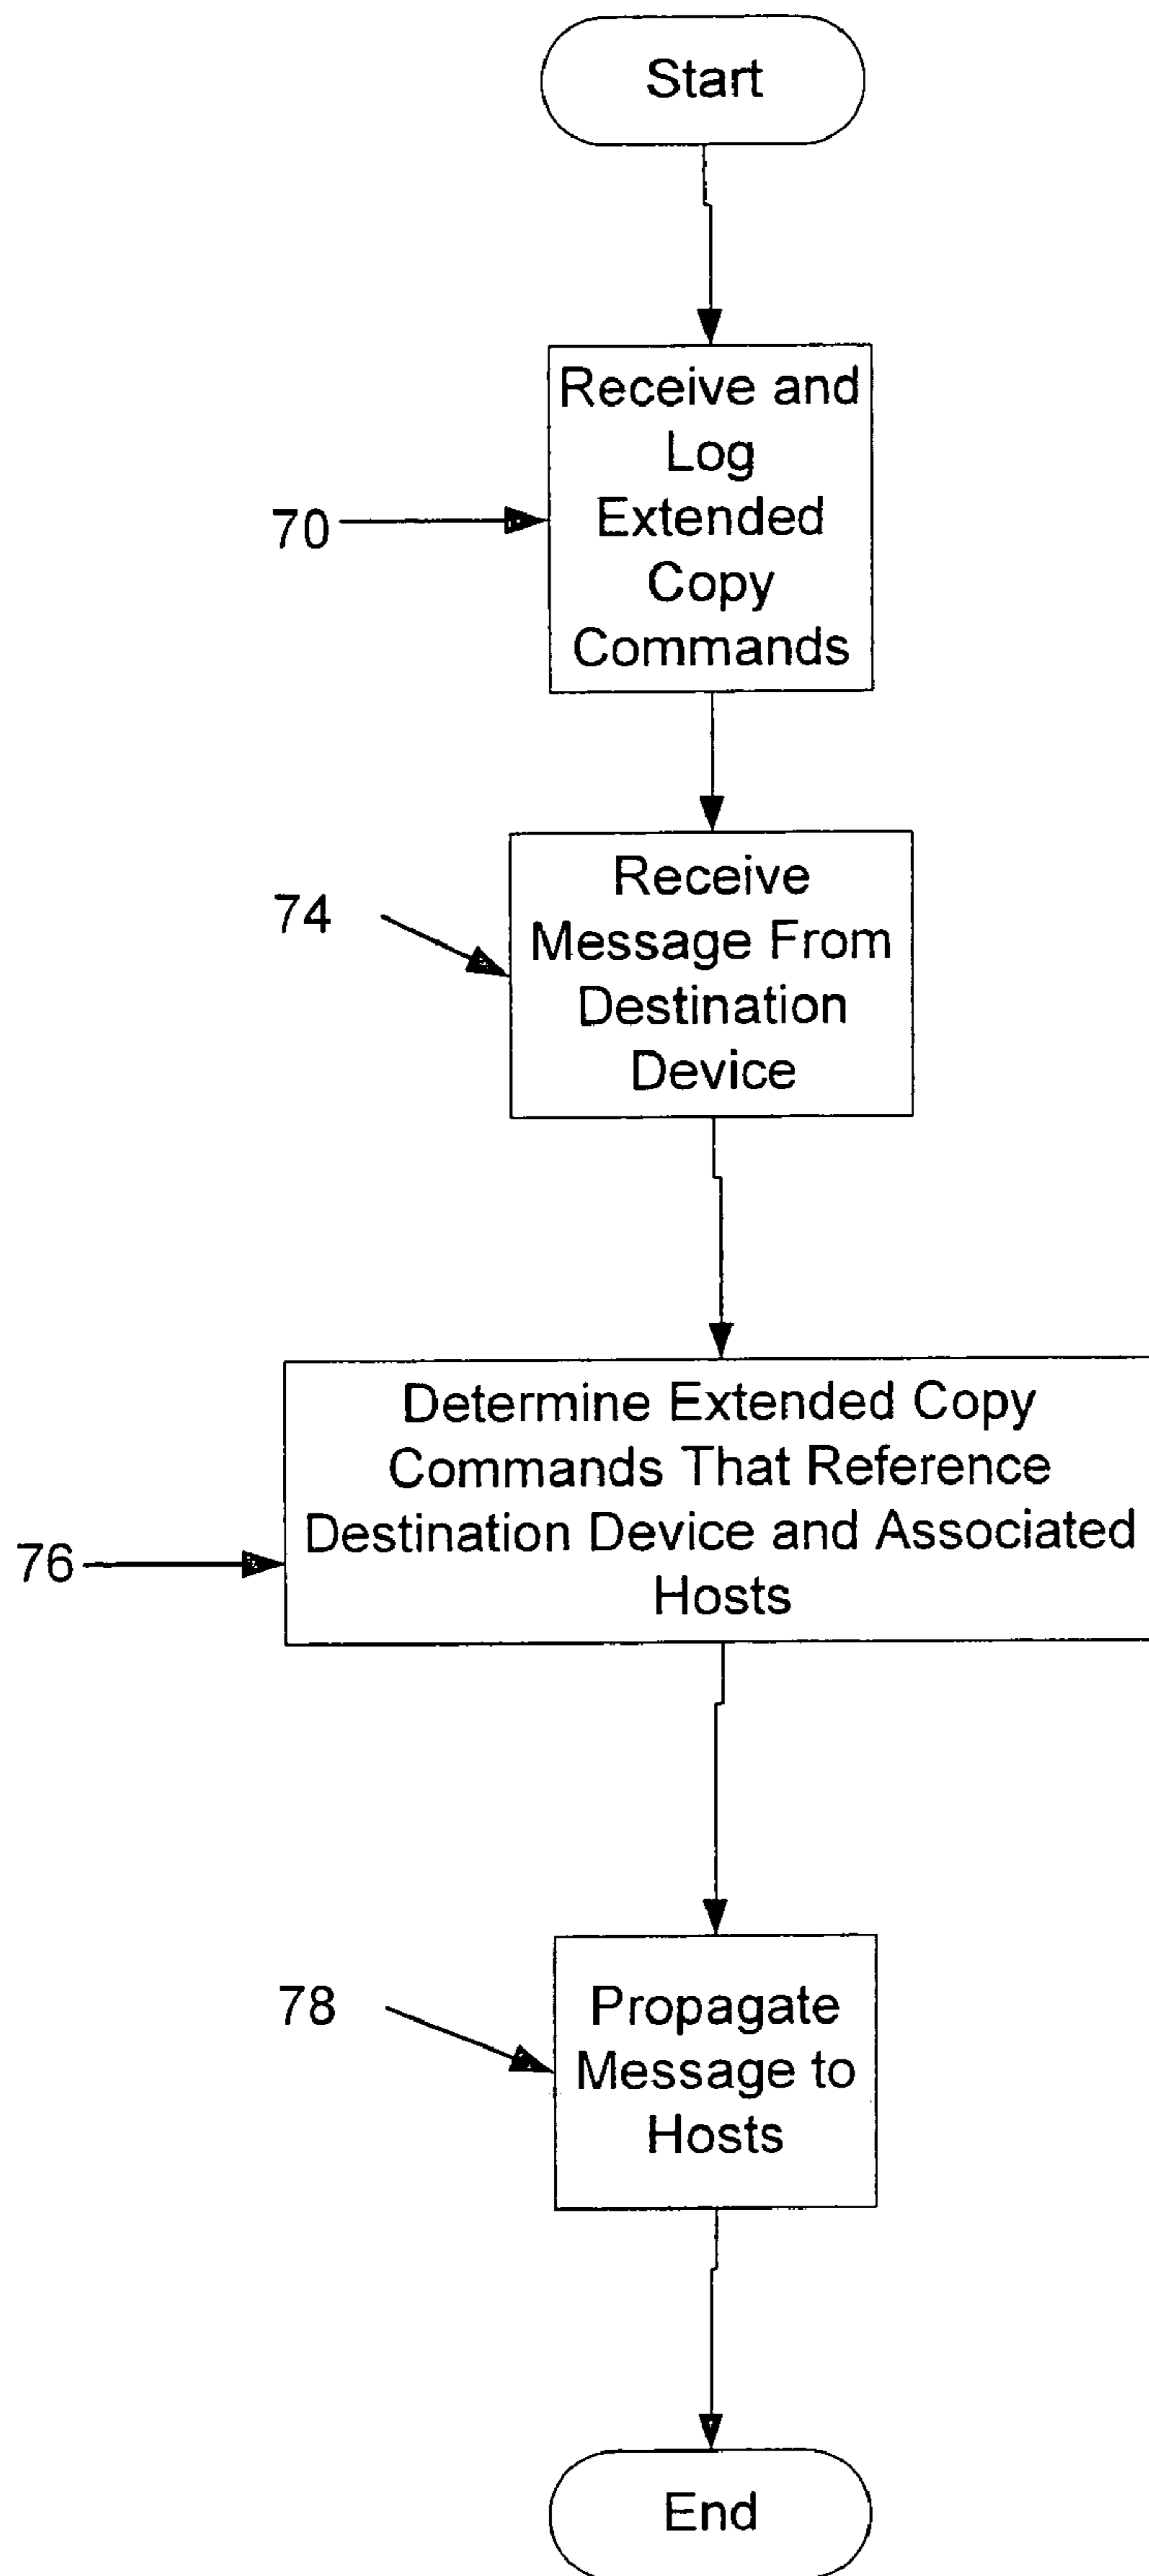 Start
Receive and
Log
Extended
Copy
Commands
70
Receive
Message From
Destination
Device
74
Determine Extended Copy
Commands That Reference
Destination Device and Associated
Hosts
76
Propagate
Message to
Hosts
78
End